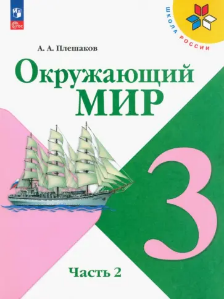 ШКОЛА РОССИИ
А. А. Плешаков
Окружающий
МИР
3
Часть 2